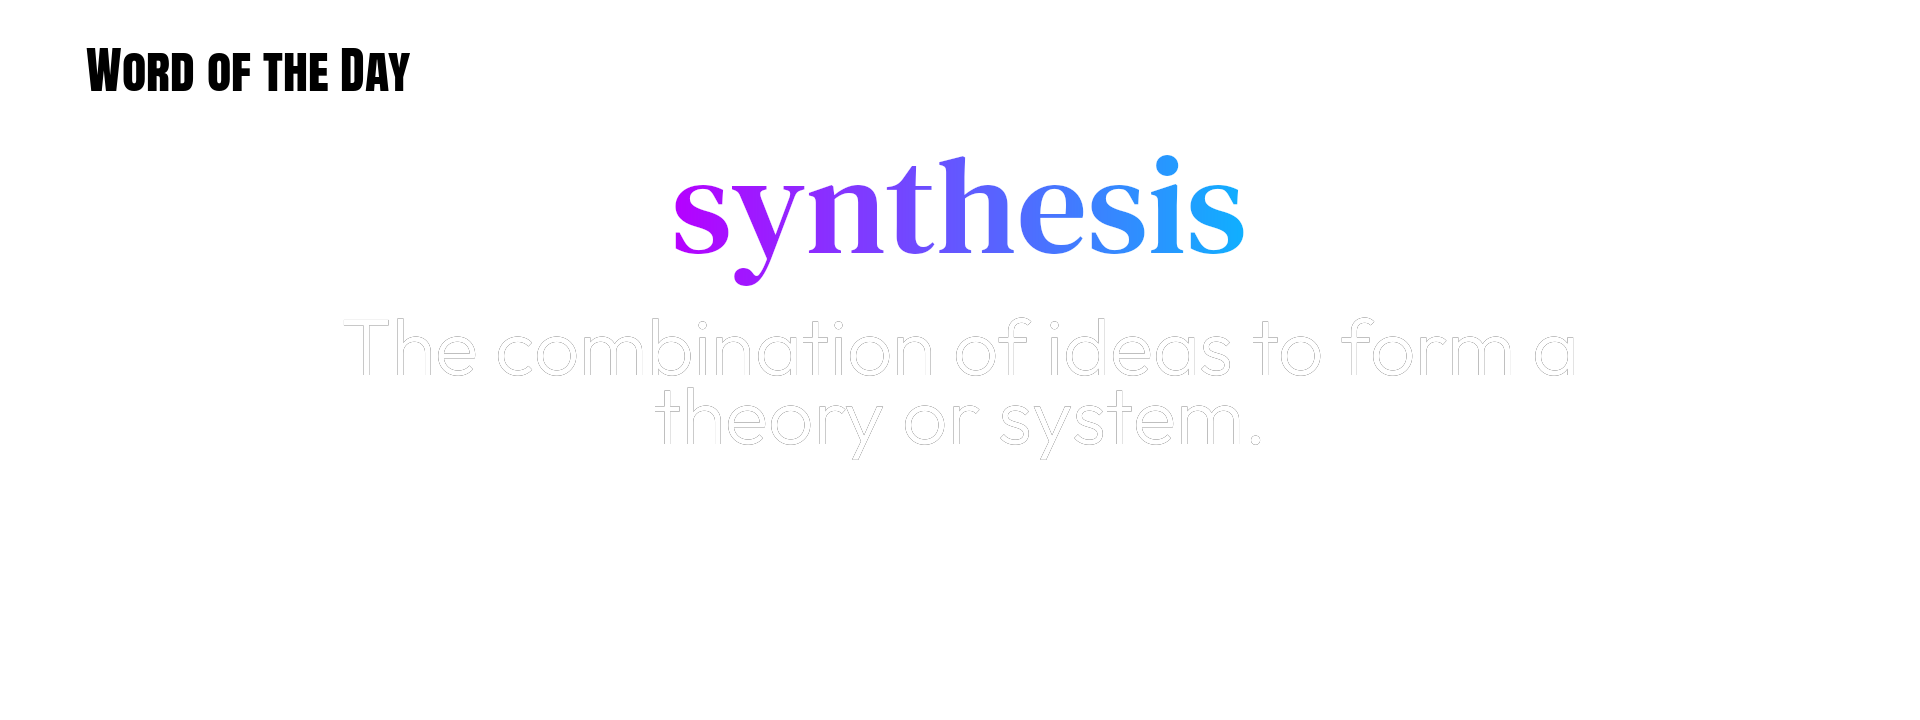 Word of the Day
synthesis
The combination of ideas to form a
theory or system.